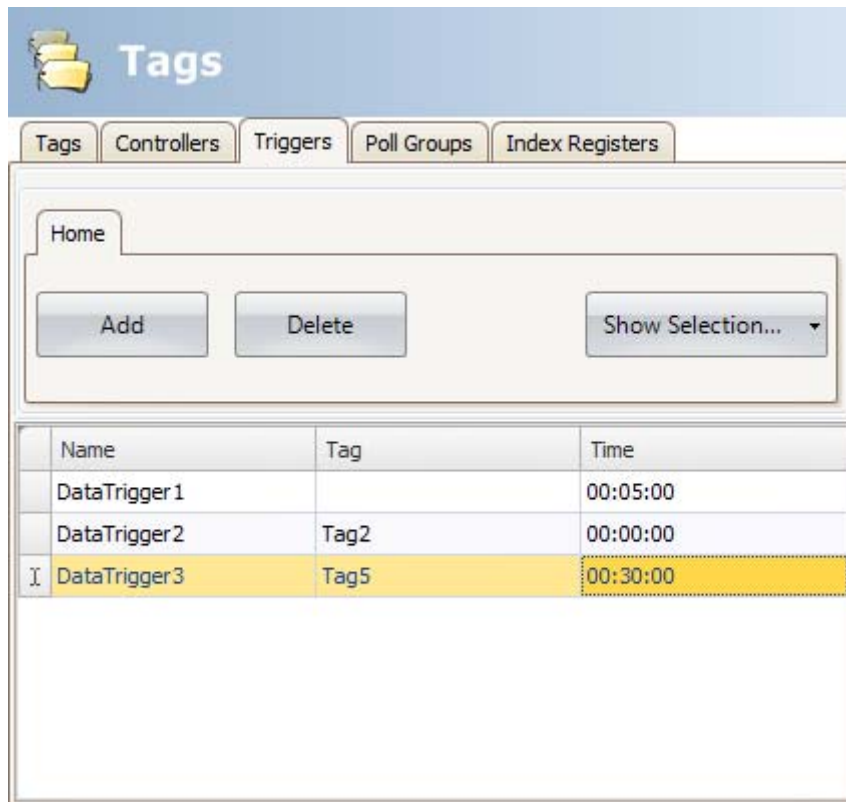 Tags
Tags Controllers Triggers Poll Groups Index Registers
Home
Add Delete Show Selection...
Name Tag Time
DataTrigger1 00:05:00
DataTrigger2 Tag2 00:00:00
DataTrigger3 Tag5 00:30:00